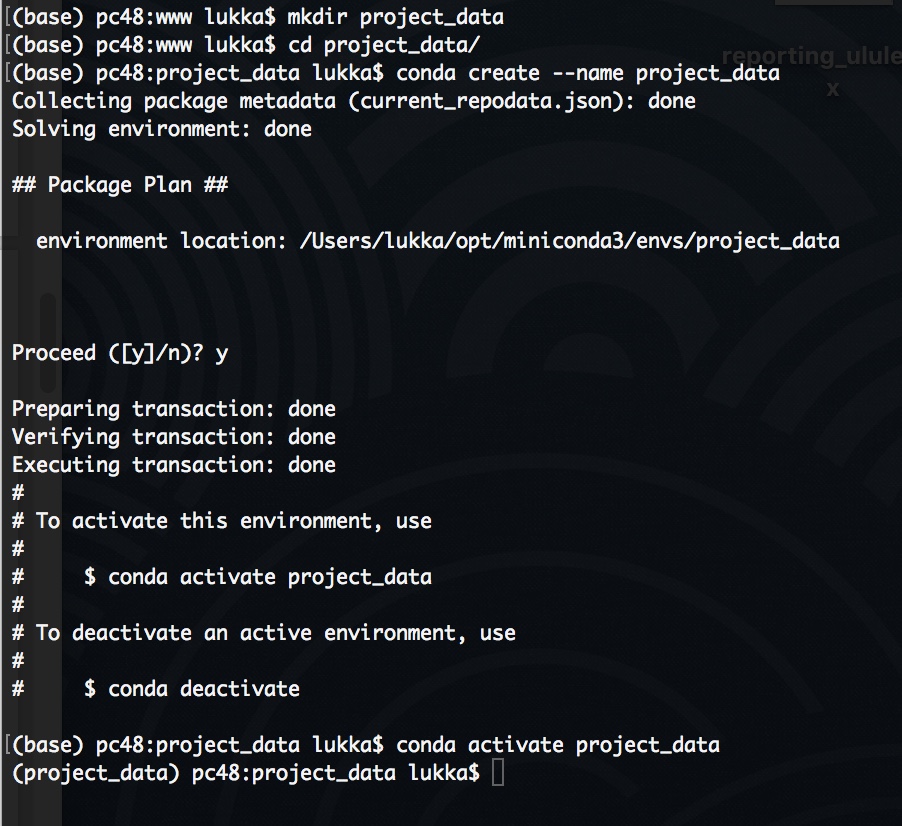 [(base) pc48:www lukka$ mkdir project_data
[(base) pc48:www lukka$ cd project_data/
reporting_ulule
[(base) pc48:project_data lukka$ conda create --name project_data
x
Collecting package metadata (current_repodata.json): done
Solving environment: done
## Package Plan ##
environment location: /Users/lukka/opt/miniconda3/envs/project_data
Proceed ([y]/n)? y
Preparing transaction: done
Verifying transaction: done
Executing transaction: done
#
# To activate this environment, use
#
#     $ conda activate project_data
#
# To deactivate an active environment, use
#
#     $ conda deactivate
[(base) pc48:project_data lukka$ conda activate project_data
(project_data) pc48:project_data lukka$